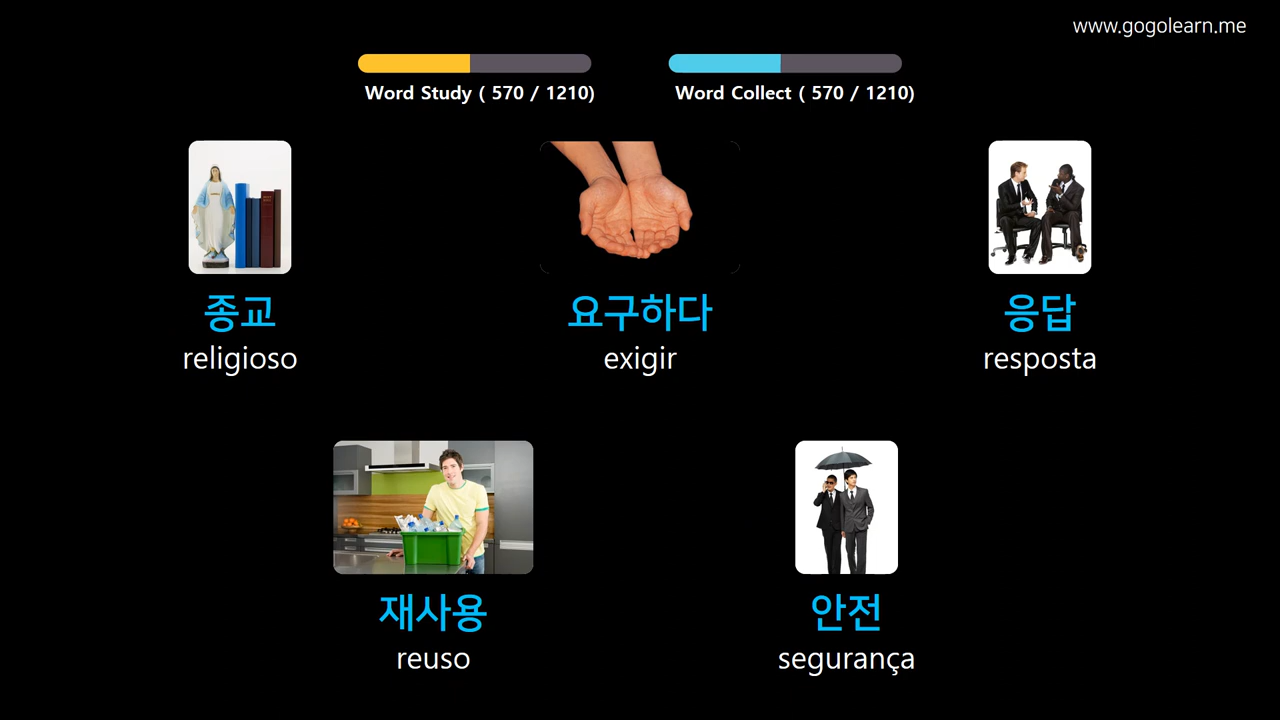 www.gogolearn.me
Word Study ( 570 / 1210)
Word Collect ( 570 / 1210)
종교
religioso
요구하다
exigir
응답
resposta
재사용
reuso
안전
segurança